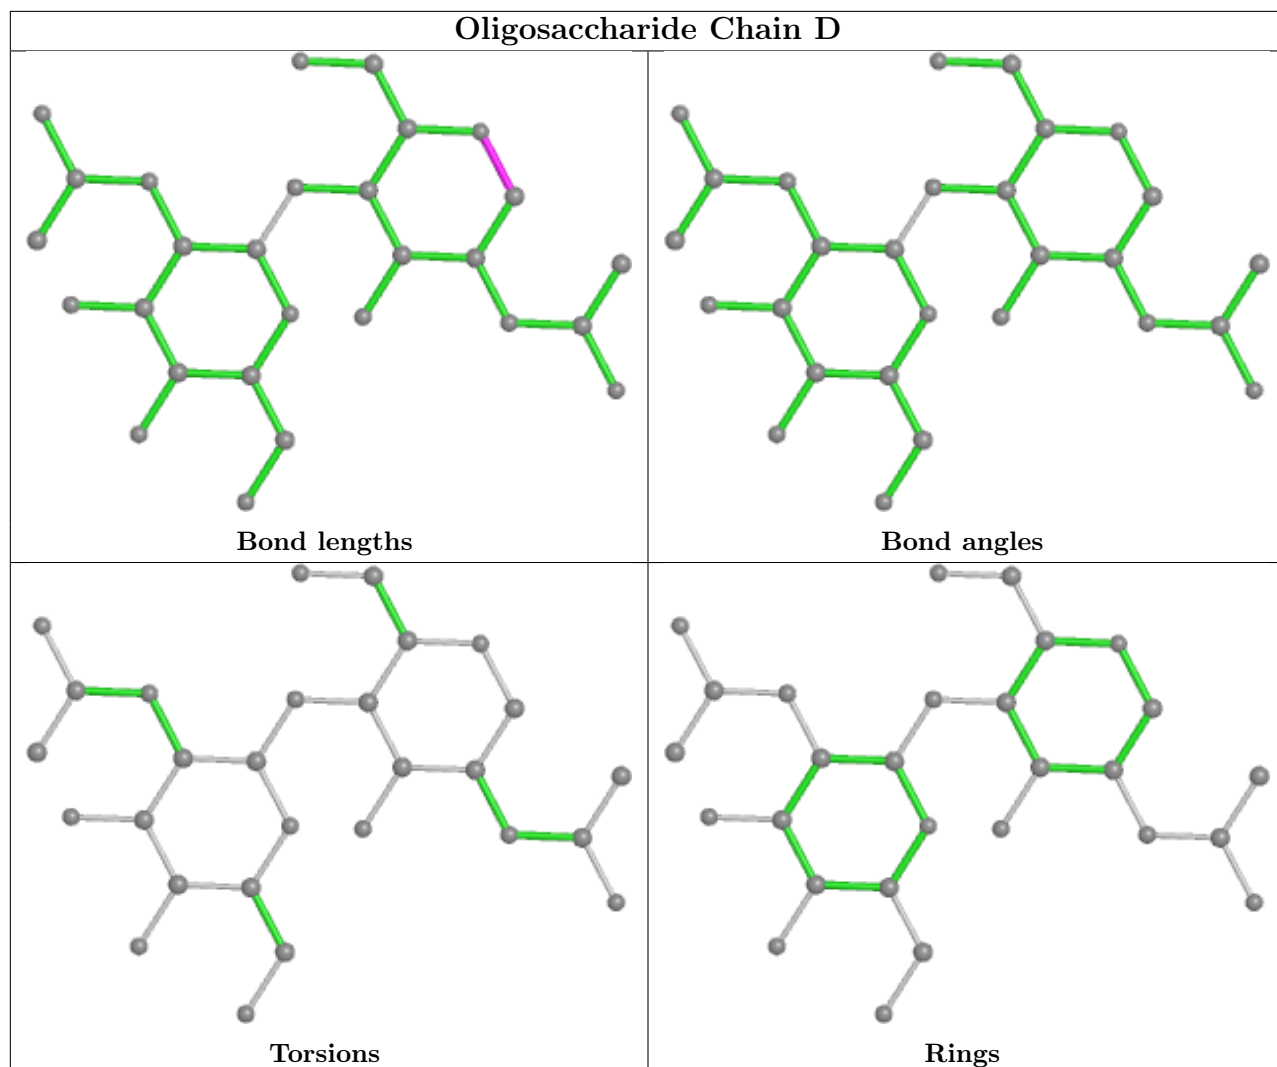 Oligosaccharide Chain D
Bond lengths
Bond angles
Torsions
Rings